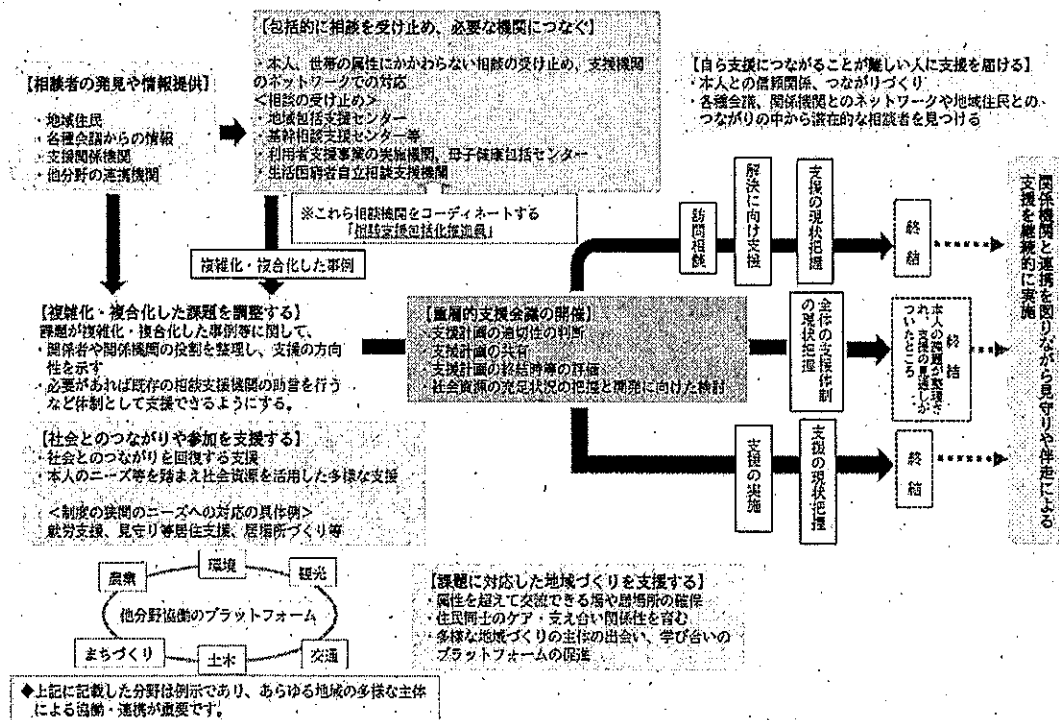 【相談者の発見や情報提供】
・地域住民
・各種会議からの情報
・支援関係機関
・他分野の連携機関
【包括的に相談を受け止め、必要な機関につなぐ】
・本人、世帯の属性にかかわらない相談の受け止め、支援機関
のネットワークでの対応
＜相談の受け止め＞
・地域包括支援センター
・基幹相談支援センター等
・利用者支援事業の実施機関、母子健康包括センター
・生活困窮者自立相談支援機関
※これら相談機関をコーディネートする
「相談支援包括化推進員」
【自ら支援につながることが難しい人に支援を届ける】
・本人との信頼関係、つながりづくり
・各種会議、関係機関とのネットワークや地域住民との
つながりの中から潜在的な相談者を見つける
複雑化・複合化した事例
【複雑化・複合化した課題を調整する】
課題が複雑化・複合化した事例等に関して、
・関係者や関係機関の役割を整理し、支援の方向
性を示す
・必要があれば既存の相談支援機関の助言を行う
など体制として支援できるようにする。
【重層的支援会議の開催】
・支援計画の適切性の判断
・支援計画の共有
・支援計画の終結時等の評価
・社会資源の充足状況の把握と開発に向けた検討
訪問相談
解決に向け支援
支援の現状把握
終結
全体の支援体制
の現状把握
終結
本人の課題が整理さ
れ、支援の見通しが
ついたところ
支援の実施
支援の現状把握
終結
関係機関と連携を図りながら見守りや伴走による
支援を継続的に実施
【社会とのつながりや参加を支援する】
・社会とのつながりを回復する支援
・本人のニーズ等を踏まえ社会資源を活用した多様な支援
＜制度の狭間のニーズへの対応の具体例＞
就労支援、見守り等居住支援、居場所づくり等
農業
環境
観光
他分野協働のプラットフォーム
まちづくり
土木
交通
【課題に対応した地域づくりを支援する】
・属性を超えて交流できる場や居場所の確保
・住民同士のケア・支え合い関係性を育む
・多様な地域づくりの主体の出会い、学び合いの
プラットフォームの促進
◆上記に記載した分野は例示であり、あらゆる地域の多様な主体
による協働・連携が重要です。